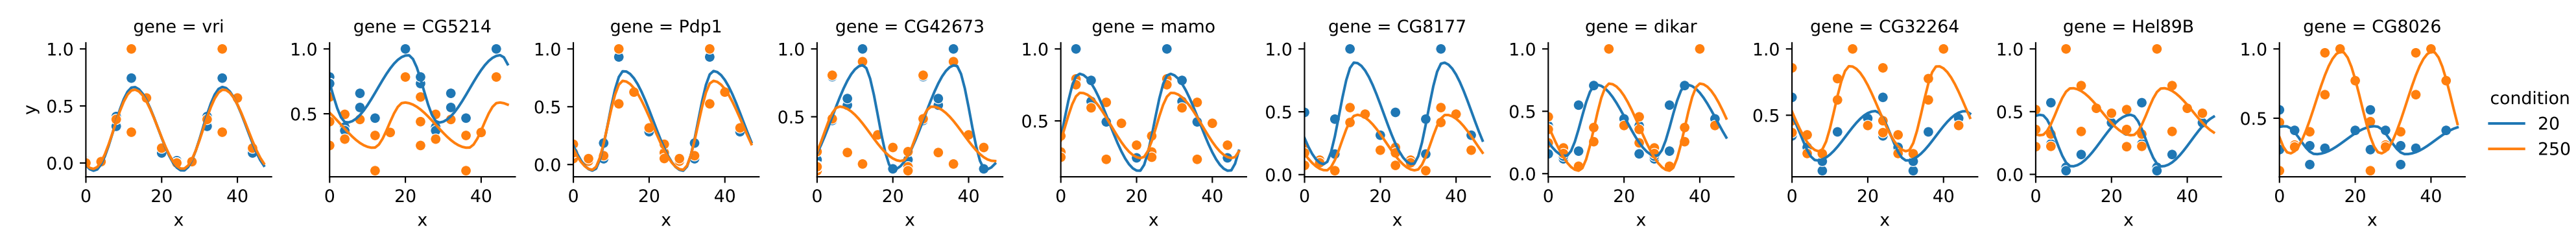 gene = vri
gene = CG5214
gene = Pdp1
gene = CG42673
gene = mamo
gene = CG8177
gene = dikar
gene = CG32264
gene = Hel89B
gene = CG8026
y
1.0
0.5
0.0
1.0
0.5
1.0
0.5
0.0
1.0
0.5
1.0
0.5
1.0
0.5
0.0
1.0
0.5
0.0
1.0
0.5
1.0
0.5
0.0
1.0
0.5
condition
20
250
0 20 40
0 20 40
0 20 40
0 20 40
0 20 40
0 20 40
0 20 40
0 20 40
0 20 40
0 20 40
x
x
x
x
x
x
x
x
x
x